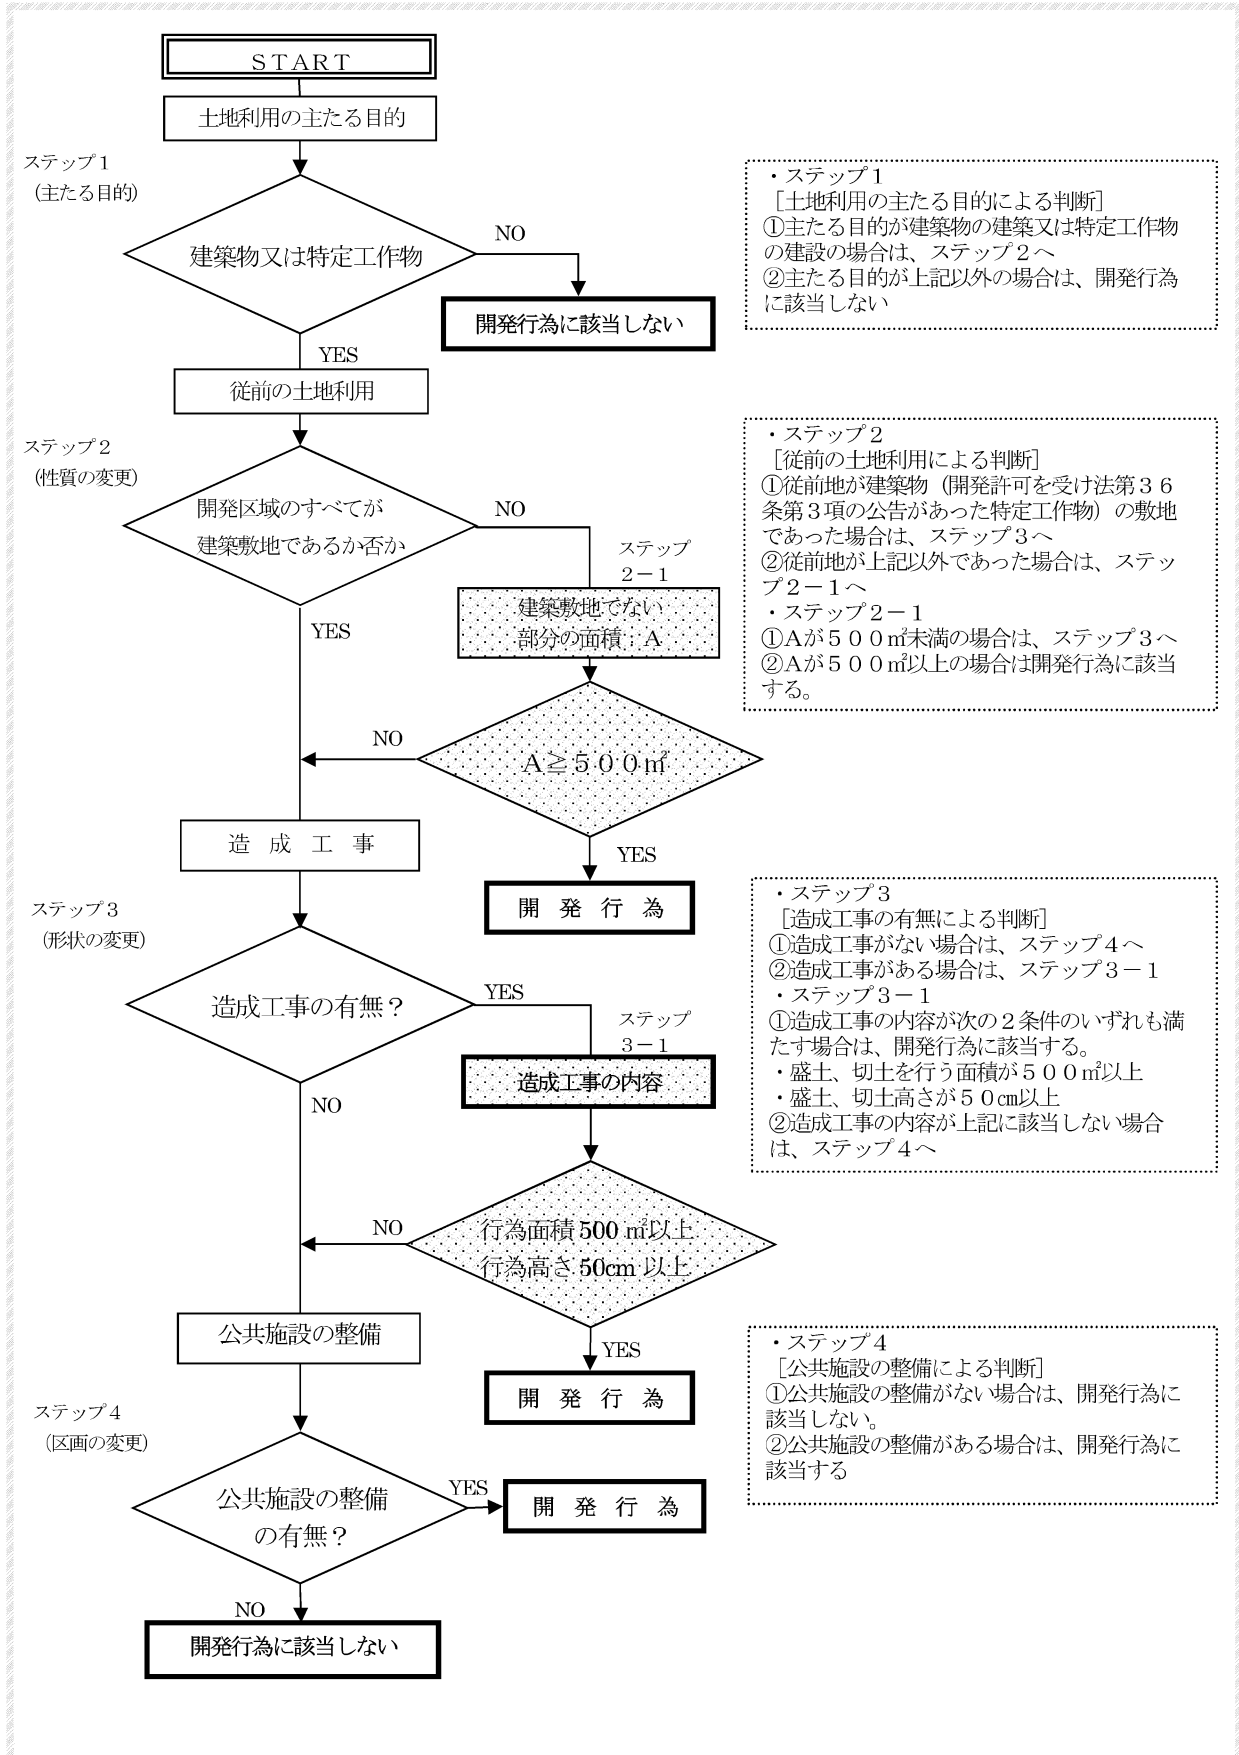 ＳＴＡＲＴ
土地利用の主たる目的
ステップ１
（主たる目的）
建築物又は特定工作物
NO
開発行為に該当しない
YES
・ステップ１
［土地利用の主たる目的による判断］
①主たる目的が建築物の建築又は特定工作物
の建設の場合は、ステップ２へ
②主たる目的が上記以外の場合は、開発行為
に該当しない
従前の土地利用
ステップ２
（性質の変更）
開発区域のすべてが
建築敷地であるか否か
NO
YES
ステップ
２－１
建築敷地でない
部分の面積：Ａ
NO
Ａ≧５００㎡
YES
開　発　行　為
・ステップ２
［従前の土地利用による判断］
①従前地が建築物（開発許可を受け法第３６
条第３項の公告があった特定工作物）の敷地
であった場合は、ステップ３へ
②従前地が上記以外であった場合は、ステッ
プ２－１へ
・ステップ２－１
①Ａが５００㎡未満の場合は、ステップ３へ
②Ａが５００㎡以上の場合は開発行為に該当
する。
造　成　工　事
ステップ３
（形状の変更）
造成工事の有無？
YES
NO
ステップ
３－１
造成工事の内容
NO
行為面積 500 ㎡以上
行為高さ 50cm 以上
YES
開　発　行　為
・ステップ３
［造成工事の有無による判断］
①造成工事がない場合は、ステップ４へ
②造成工事がある場合は、ステップ３－１
・ステップ３－１
①造成工事の内容が次の２条件のいずれも満
たす場合は、開発行為に該当する。
・盛土、切土を行う面積が５００㎡以上
・盛土、切土高さが５０㎝以上
②造成工事の内容が上記に該当しない場合
は、ステップ４へ
公共施設の整備
ステップ４
（区画の変更）
公共施設の整備
の有無？
YES
開　発　行　為
NO
開発行為に該当しない
・ステップ４
［公共施設の整備による判断］
①公共施設の整備がない場合は、開発行為に
該当しない。
②公共施設の整備がある場合は、開発行為に
該当する